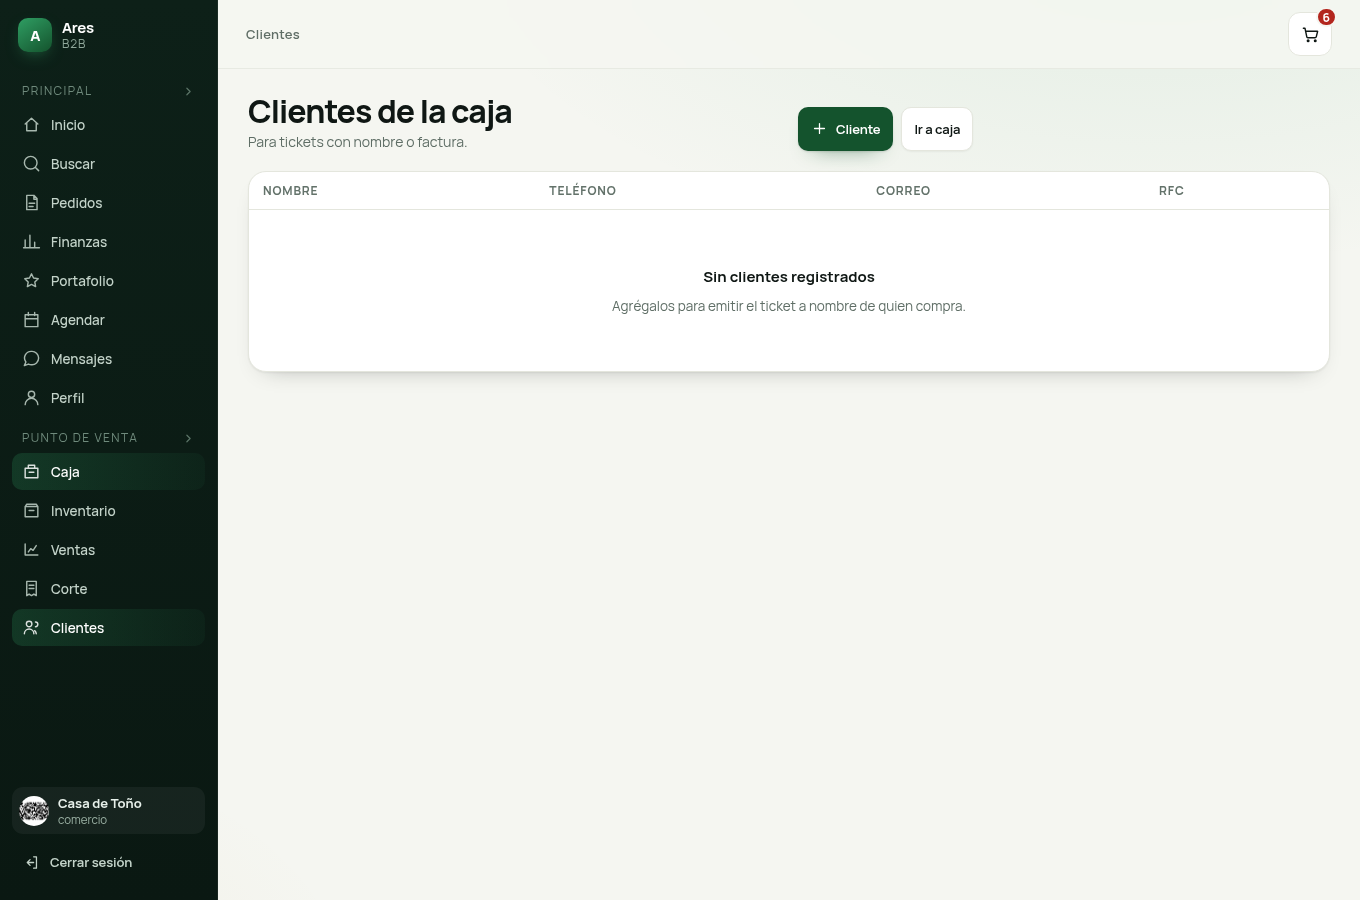 A
Ares
B2B
PRINCIPAL
Inicio
Buscar
Pedidos
Finanzas
Portafolio
Agendar
Mensajes
Perfil
PUNTO DE VENTA
Caja
Inventario
Ventas
Corte
Clientes
Casa de Toño
comercio
Cerrar sesión
Clientes
6
Clientes de la caja
Para tickets con nombre o factura.
Cliente
Ir a caja
NOMBRE TELÉFONO CORREO RFC
Sin clientes registrados
Agrégalos para emitir el ticket a nombre de quien compra.